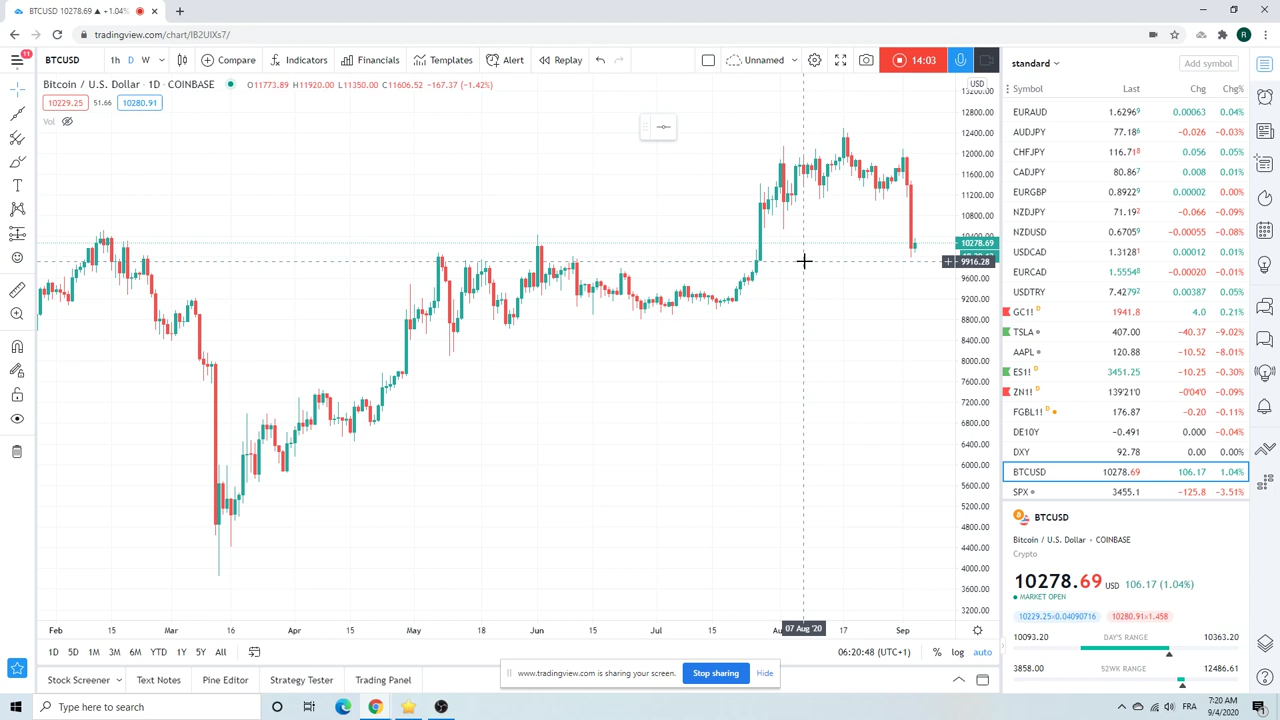 BTCUSD 10278.69 ▲ +1.04%
tradingview.com/chart/IB2UIXs7/
11
BTCUSD 1h D W Compare Indicators Financials Templates Alert Replay Unnamed 14:03
Bitcoin / U.S. Dollar · 1D · COINBASE O11773.89 H11920.00 L11350.00 C11606.52 −167.37 (−1.42%)
10229.25 51.66 10280.91
Vol
USD
13200.00
12800.00
12400.00
12000.00
11600.00
11200.00
10800.00
10400.00
10278.69
9916.28
9600.00
9200.00
8800.00
8400.00
8000.00
7600.00
7200.00
6800.00
6400.00
6000.00
5600.00
5200.00
4800.00
4400.00
4000.00
3600.00
3200.00
Feb 15 Mar 16 Apr 15 May 18 Jun 15 Jul 15 07 Aug '20 17 Sep
1D 5D 1M 3M 6M YTD 1Y 5Y All
06:20:48 (UTC+1) % log auto
Stock Screener Text Notes Pine Editor Strategy Tester Trading Panel
www.tradingview.com is sharing your screen. Stop sharing Hide
standard Add symbol
Symbol Last Chg Chg%
EURAUD 1.6296⁹ 0.00063 0.04%
AUDJPY 77.18⁶ −0.026 −0.03%
CHFJPY 116.71⁸ 0.056 0.05%
CADJPY 80.86⁷ 0.008 0.01%
EURGBP 0.8922⁹ 0.00002 0.00%
NZDJPY 71.19² −0.066 −0.09%
NZDUSD 0.6705⁹ −0.00055 −0.08%
USDCAD 1.3128¹ 0.00012 0.01%
EURCAD 1.5554⁸ −0.00020 −0.01%
USDTRY 7.4279² 0.00387 0.05%
GC1! D 1941.8 4.0 0.21%
TSLA 407.00 −40.37 −9.02%
AAPL 120.88 −10.52 −8.01%
ES1! D 3451.25 −10.25 −0.30%
ZN1! D 139'21'0 −0'04'0 −0.09%
FGBL1! D 176.87 −0.20 −0.11%
DE10Y −0.491 0.000 −0.04%
DXY 92.78 0.00 0.00%
BTCUSD 10278.69 106.17 1.04%
SPX 3455.1 −125.8 −3.51%
BTCUSD
Bitcoin / U.S. Dollar COINBASE
Crypto
10278.69 USD 106.17 (1.04%)
MARKET OPEN
10229.25×0.04090716 10280.91×1.458
10093.20 DAY'S RANGE 10363.20
3858.00 52WK RANGE 12486.61
Type here to search
FRA
7:20 AM
9/4/2020